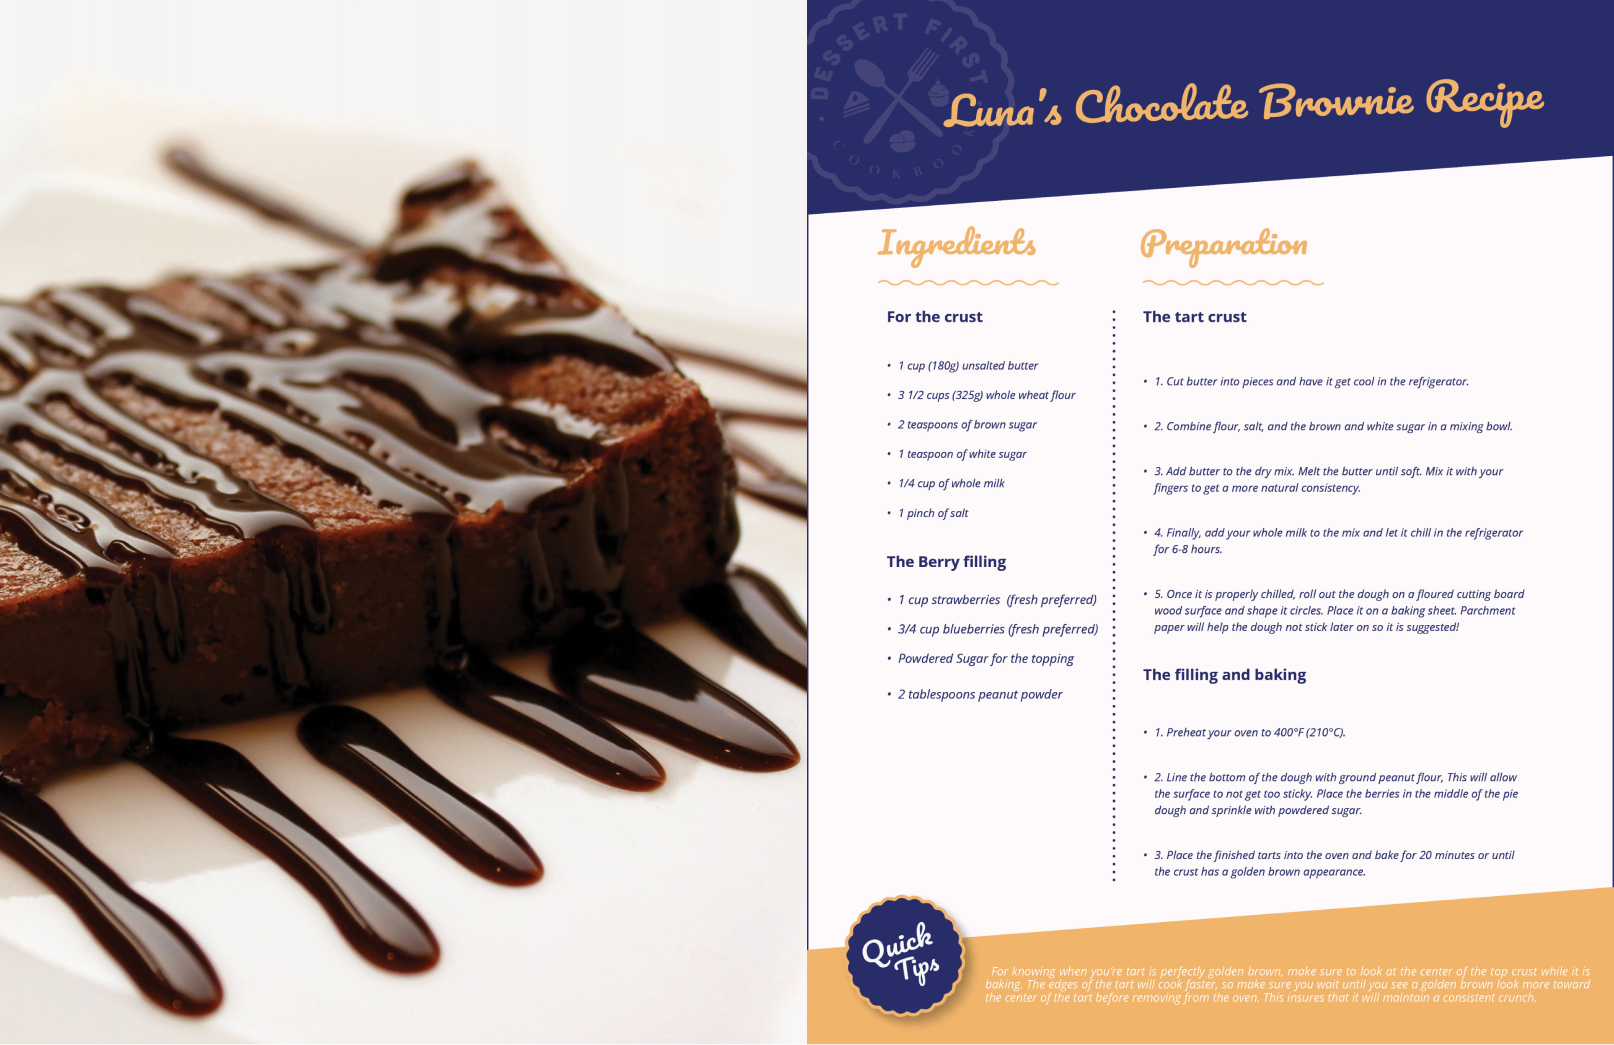 DESSERT FIRST
COOKBOOK
Luna's Chocolate Brownie Recipe
Ingredients
For the crust
• 1 cup (180g) unsalted butter
• 3 1/2 cups (325g) whole wheat flour
• 2 teaspoons of brown sugar
• 1 teaspoon of white sugar
• 1/4 cup of whole milk
• 1 pinch of salt
The Berry filling
• 1 cup strawberries (fresh preferred)
• 3/4 cup blueberries (fresh preferred)
• Powdered Sugar for the topping
• 2 tablespoons peanut powder
Preparation
The tart crust
• 1. Cut butter into pieces and have it get cool in the refrigerator.
• 2. Combine flour, salt, and the brown and white sugar in a mixing bowl.
• 3. Add butter to the dry mix. Melt the butter until soft. Mix it with your
fingers to get a more natural consistency.
• 4. Finally, add your whole milk to the mix and let it chill in the refrigerator
for 6-8 hours.
• 5. Once it is properly chilled, roll out the dough on a floured cutting board
wood surface and shape it circles. Place it on a baking sheet. Parchment
paper will help the dough not stick later on so it is suggested!
The filling and baking
• 1. Preheat your oven to 400°F (210°C).
• 2. Line the bottom of the dough with ground peanut flour, This will allow
the surface to not get too sticky. Place the berries in the middle of the pie
dough and sprinkle with powdered sugar.
• 3. Place the finished tarts into the oven and bake for 20 minutes or until
the crust has a golden brown appearance.
Quick
Tips
For knowing when you're tart is perfectly golden brown, make sure to look at the center of the top crust while it is
baking. The edges of the tart will cook faster, so make sure you wait until you see a golden brown look more toward
the center of the tart before removing from the oven. This insures that it will maintain a consistent crunch.